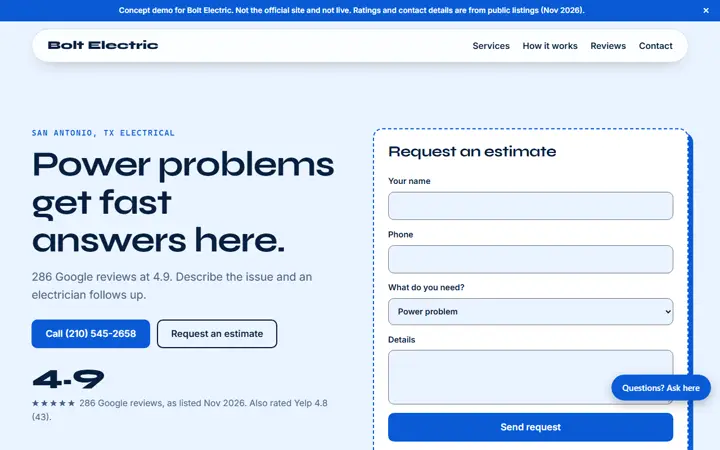 Concept demo for Bolt Electric. Not the official site and not live. Ratings and contact details are from public listings (Nov 2026).
×
Bolt Electric
Services
How it works
Reviews
Contact
SAN ANTONIO, TX ELECTRICAL
Power problems
get fast
answers here.
286 Google reviews at 4.9. Describe the issue and an
electrician follows up.
Call (210) 545-2658
Request an estimate
4.9
★★★★★ 286 Google reviews, as listed Nov 2026. Also rated Yelp 4.8
(43).
Request an estimate
Your name
Phone
What do you need?
Power problem
Details
Questions? Ask here
Send request